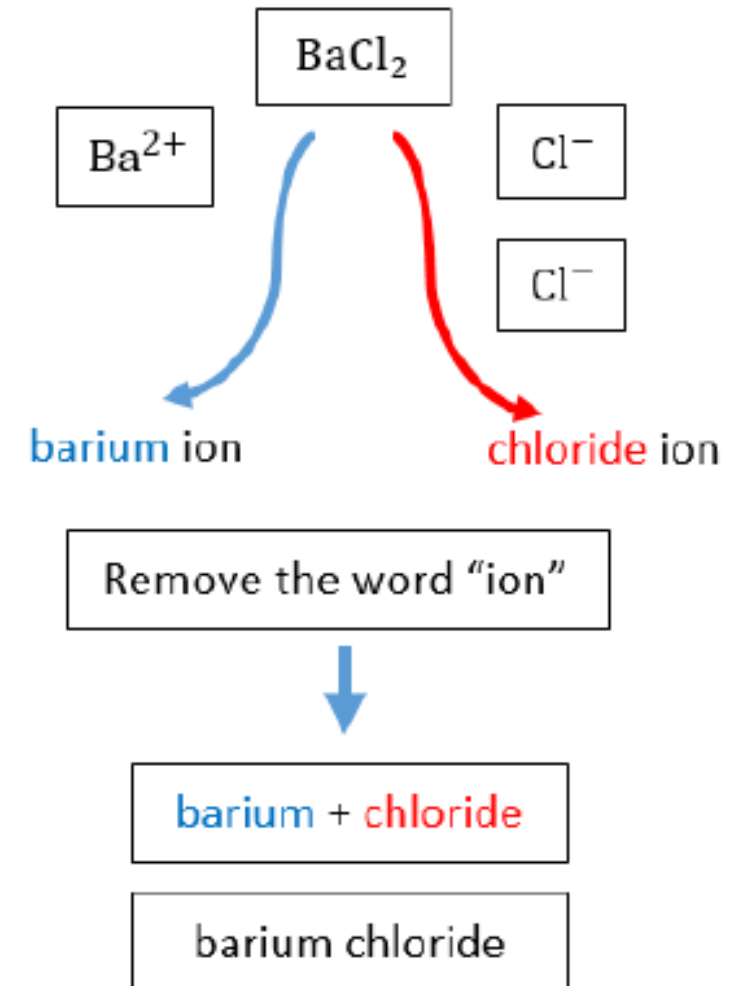 BaCl₂
Ba²⁺
Cl⁻
Cl⁻
barium ion
chloride ion
Remove the word “ion”
barium + chloride
barium chloride